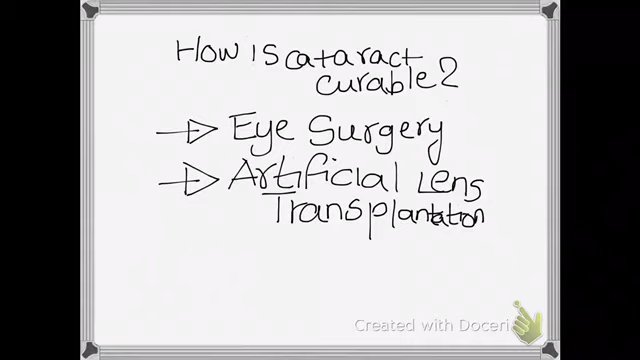 How is cataract
curable?
Eye Surgery
Artificial Lens
Transplantation
Created with Doceri